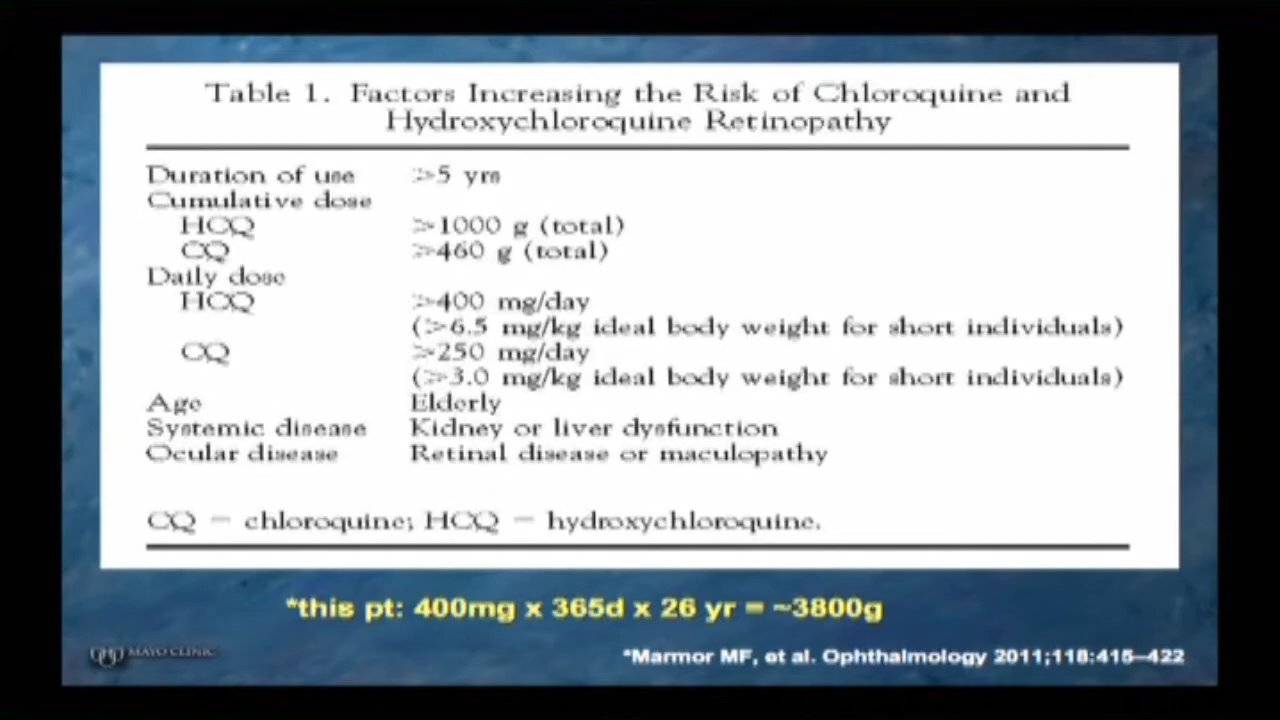 Table 1. Factors Increasing the Risk of Chloroquine and
Hydroxychloroquine Retinopathy
Duration of use >5 yrs
Cumulative dose
HCQ >1000 g (total)
CQ >460 g (total)
Daily dose
HCQ >400 mg/day
(>6.5 mg/kg ideal body weight for short individuals)
CQ >250 mg/day
(>3.0 mg/kg ideal body weight for short individuals)
Age Elderly
Systemic disease Kidney or liver dysfunction
Ocular disease Retinal disease or maculopathy
CQ = chloroquine; HCQ = hydroxychloroquine.
*this pt: 400mg x 365d x 26 yr = ~3800g
MAYO CLINIC
*Marmor MF, et al. Ophthalmology 2011;118:415–422